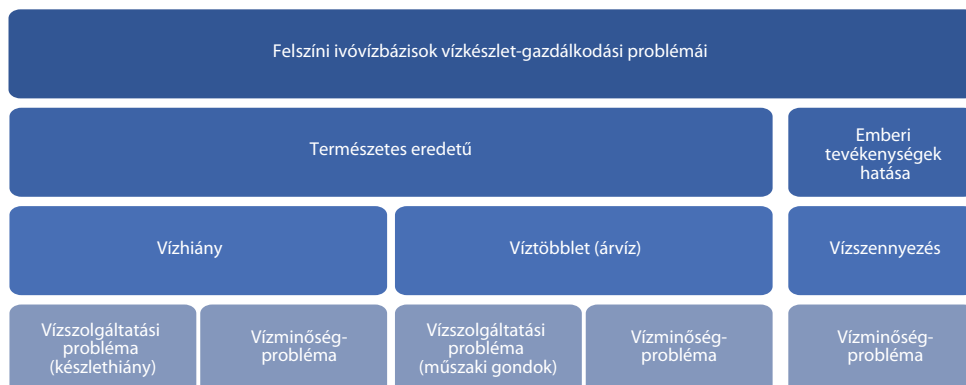 Felszíni ivóvízbázisok vízkészlet-gazdálkodási problémái
Természetes eredetű
Emberi
tevékenységek
hatása
Vízhiány
Víztöbblet (árvíz)
Vízszennyezés
Vízszolgáltatási
probléma
(készlethiány)
Vízminőség-
probléma
Vízszolgáltatási
probléma
(műszaki gondok)
Vízminőség-
probléma
Vízminőség-
probléma